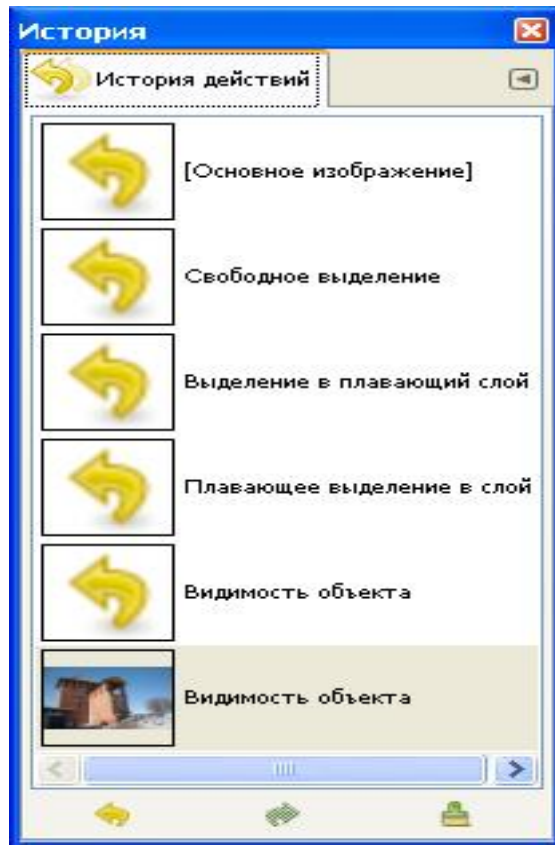 История
История действий
[Основное изображение]
Свободное выделение
Выделение в плавающий слой
Плавающее выделение в слой
Видимость объекта
Видимость объекта